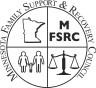 MINNESOTA FAMILY SUPPORT & RECOVERY COUNCIL
M
FSRC